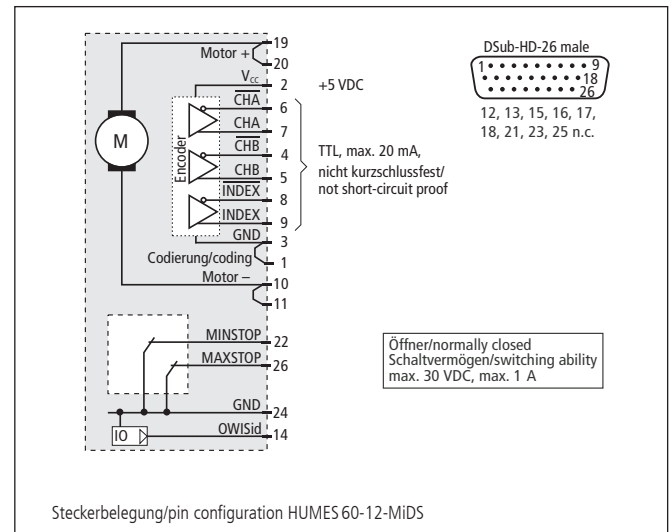 19
Motor +
20
V_CC 2 +5 VDC
C̅H̅A̅ 6
CHA 7
C̅H̅B̅ 4
CHB 5
I̅N̅D̅E̅X̅ 8
INDEX 9
GND 3
Codierung/coding 1
Motor – 10
11
M
Encoder
TTL, max. 20 mA,
nicht kurzschlussfest/
not short-circuit proof
DSub-HD-26 male
1 9
18
26
12, 13, 15, 16, 17,
18, 21, 23, 25 n.c.
MINSTOP 22
MAXSTOP 26
GND 24
IO OWISid 14
Öffner/normally closed
Schaltvermögen/switching ability
max. 30 VDC, max. 1 A
Steckerbelegung/pin configuration HUMES 60-12-MiDS